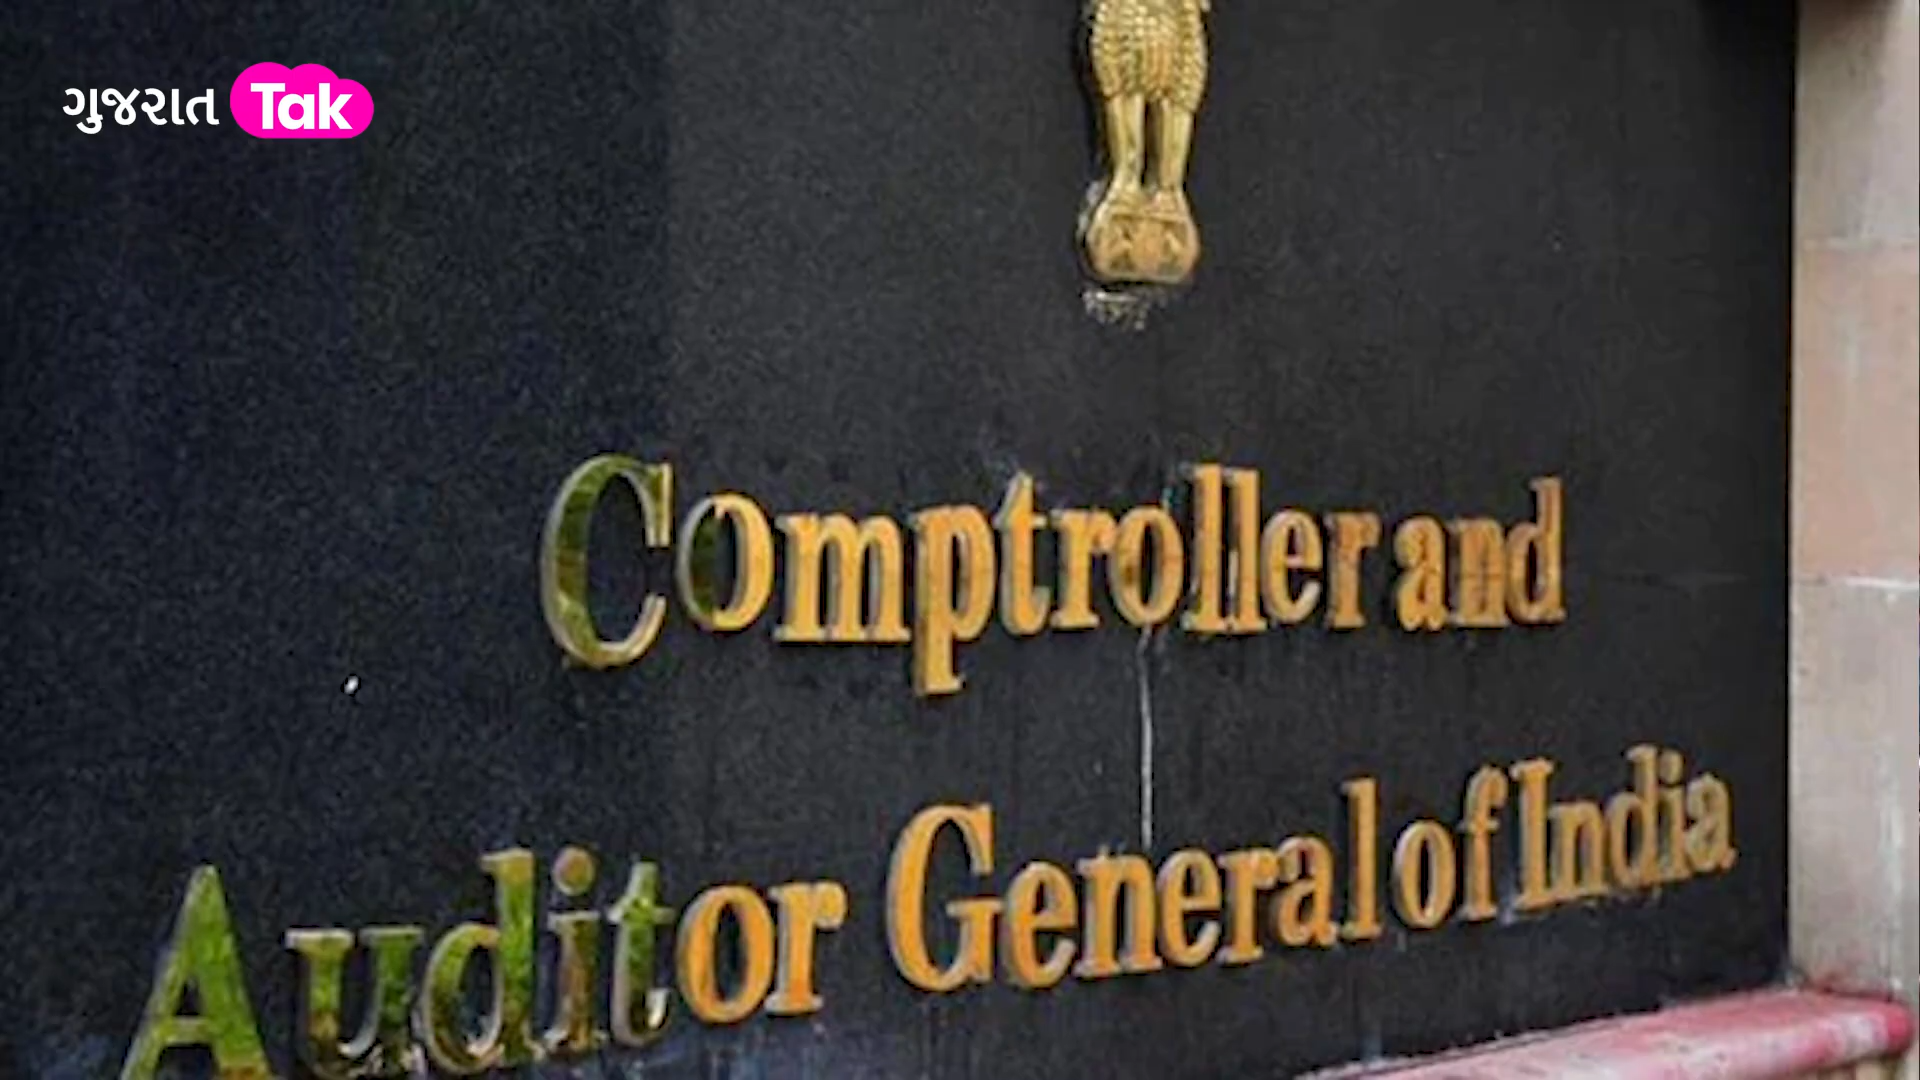 ગુજરાત Tak
Comptroller and
Auditor General of India